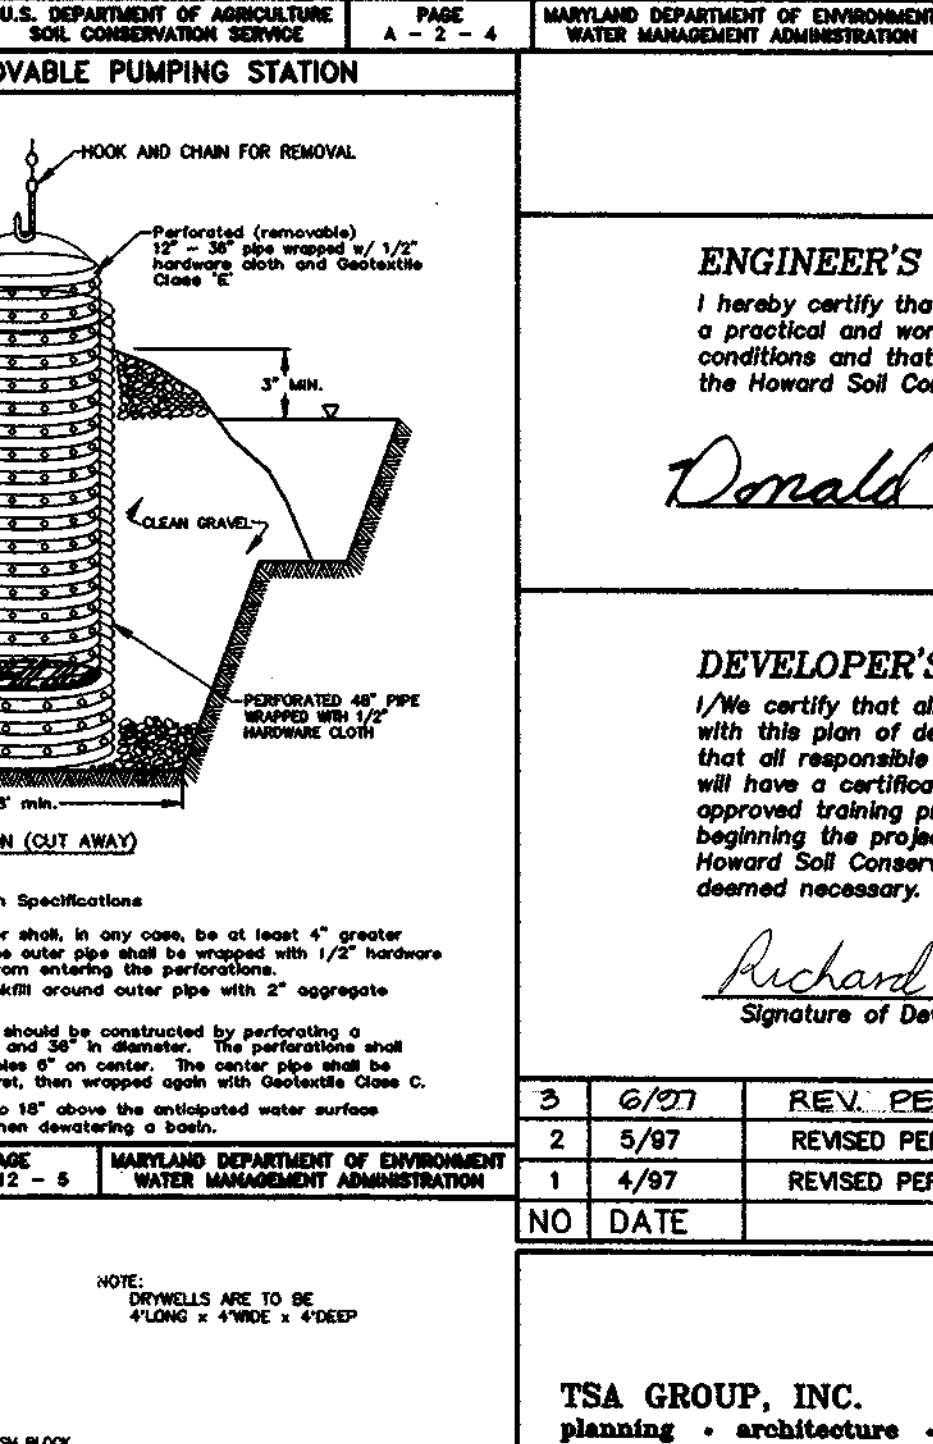 U.S. DEPARTMENT OF AGRICULTURE
SOIL CONSERVATION SERVICE
PAGE
A - 2 - 4
MARYLAND DEPARTMENT OF ENVIRONMENT
WATER MANAGEMENT ADMINISTRATION
OVABLE PUMPING STATION
HOOK AND CHAIN FOR REMOVAL
Perforated (removable)
12" - 36" pipe wrapped w/ 1/2"
hardware cloth and Geotextile
Class "E"
3" MIN.
CLEAN GRAVEL
PERFORATED 48" PIPE
WRAPPED WITH 1/2"
HARDWARE CLOTH
' min.
N (CUT AWAY)
n Specifications
r shall, in any case, be at least 4" greater
e outer pipe shall be wrapped with 1/2" hardware
rom entering the perforations.
kfill around outer pipe with 2" aggregate
should be constructed by perforating a
and 36" in diameter. The perforations shall
les 6" on center. The center pipe shall be
rst, then wrapped again with Geotextile Class C.
o 18" above the anticipated water surface
hen dewatering a basin.
AGE
12 - 5
MARYLAND DEPARTMENT OF ENVIRONMENT
WATER MANAGEMENT ADMINISTRATION
NOTE:
DRYWELLS ARE TO BE
4'LONG x 4'WIDE x 4'DEEP
SH BLOCK
ENGINEER'S
I hereby certify tha
a practical and wor
conditions and that
the Howard Soil Co
Donald
DEVELOPER'S
I/We certify that al
with this plan of de
that all responsible
will have a certifica
approved training p
beginning the proje
Howard Soil Conserv
deemed necessary.
Richard
Signature of De
3 6/97 REV. PE
2 5/97 REVISED PE
1 4/97 REVISED PE
NO DATE
TSA GROUP, INC.
planning • architecture •